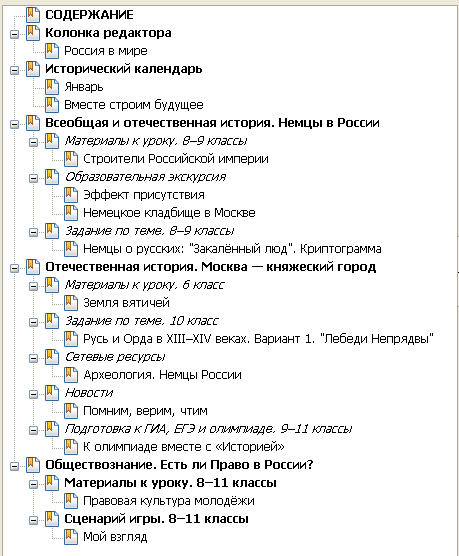 СОДЕРЖАНИЕ
Колонка редактора
Россия в мире
Исторический календарь
Январь
Вместе строим будущее
Всеобщая и отечественная история. Немцы в России
Материалы к уроку. 8–9 классы
Строители Российской империи
Образовательная экскурсия
Эффект присутствия
Немецкое кладбище в Москве
Задание по теме. 8–9 классы
Немцы о русских: "Закалённый люд". Криптограмма
Отечественная история. Москва — княжеский город
Материалы к уроку. 6 класс
Земля вятичей
Задание по теме. 10 класс
Русь и Орда в XIII–XIV веках. Вариант 1. "Лебеди Непрядвы"
Сетевые ресурсы
Археология. Немцы России
Новости
Помним, верим, чтим
Подготовка к ГИА, ЕГЭ и олимпиаде. 9–11 классы
К олимпиаде вместе с «Историей»
Обществознание. Есть ли Право в России?
Материалы к уроку. 8–11 классы
Правовая культура молодёжи
Сценарий игры. 8–11 классы
Мой взгляд